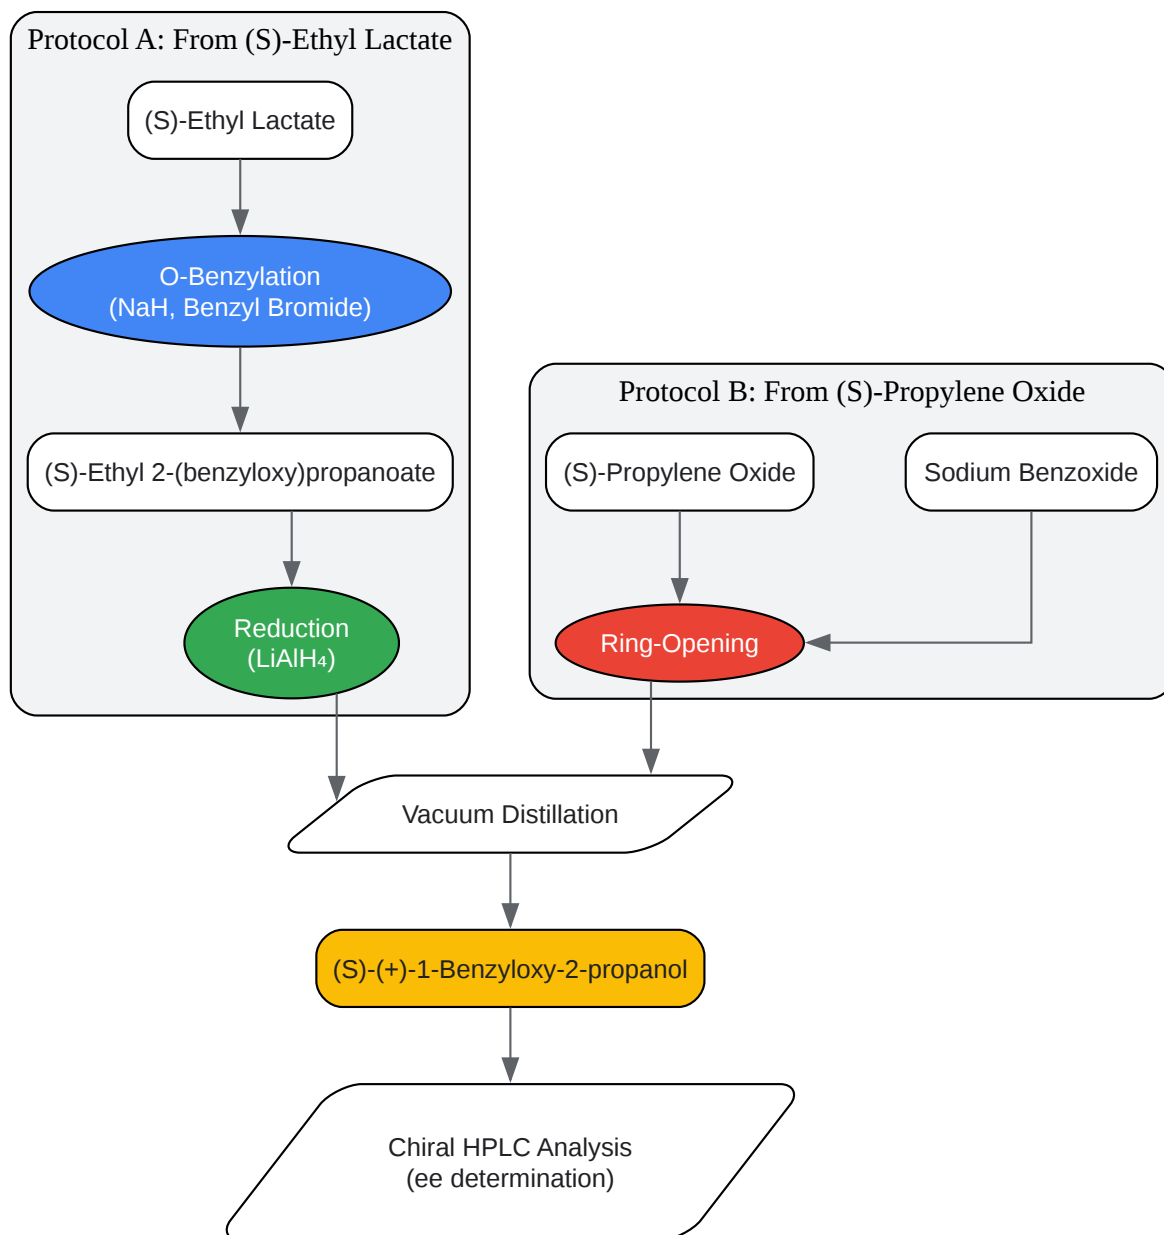 Protocol A: From (S)-Ethyl Lactate
(S)-Ethyl Lactate
O-Benzylation
(NaH, Benzyl Bromide)
(S)-Ethyl 2-(benzyloxy)propanoate
Reduction
(LiAlH₄)
Protocol B: From (S)-Propylene Oxide
(S)-Propylene Oxide
Sodium Benzoxide
Ring-Opening
Vacuum Distillation
(S)-(+)-1-Benzyloxy-2-propanol
Chiral HPLC Analysis
(ee determination)